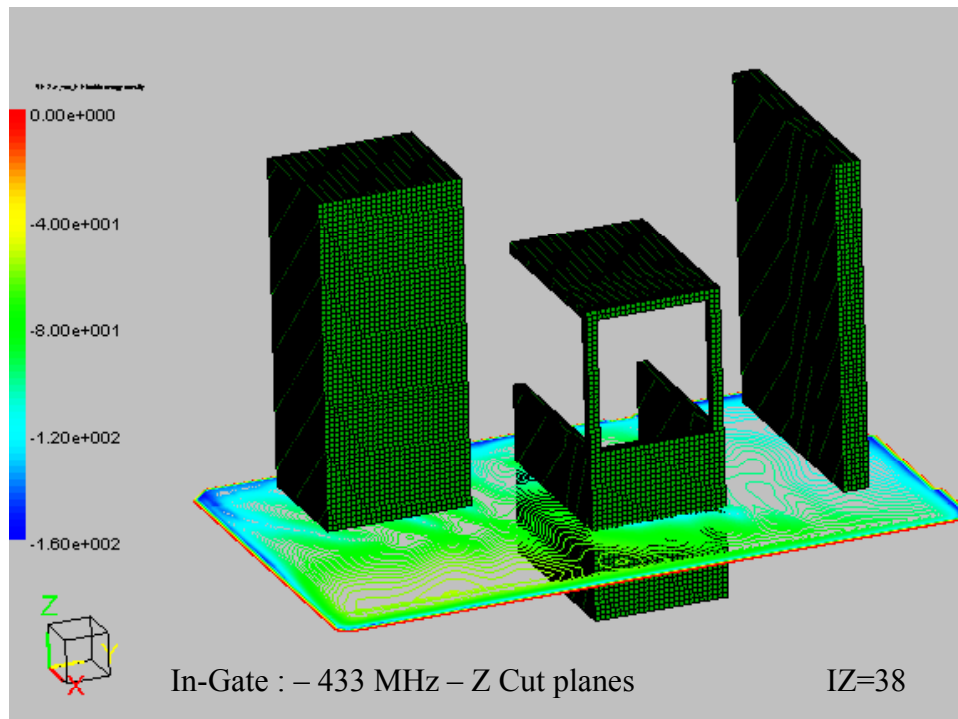 0.00e+000
-4.00e+001
-8.00e+001
-1.20e+002
-1.60e+002
Z
Y
X
In-Gate : – 433 MHz – Z Cut planes IZ=38